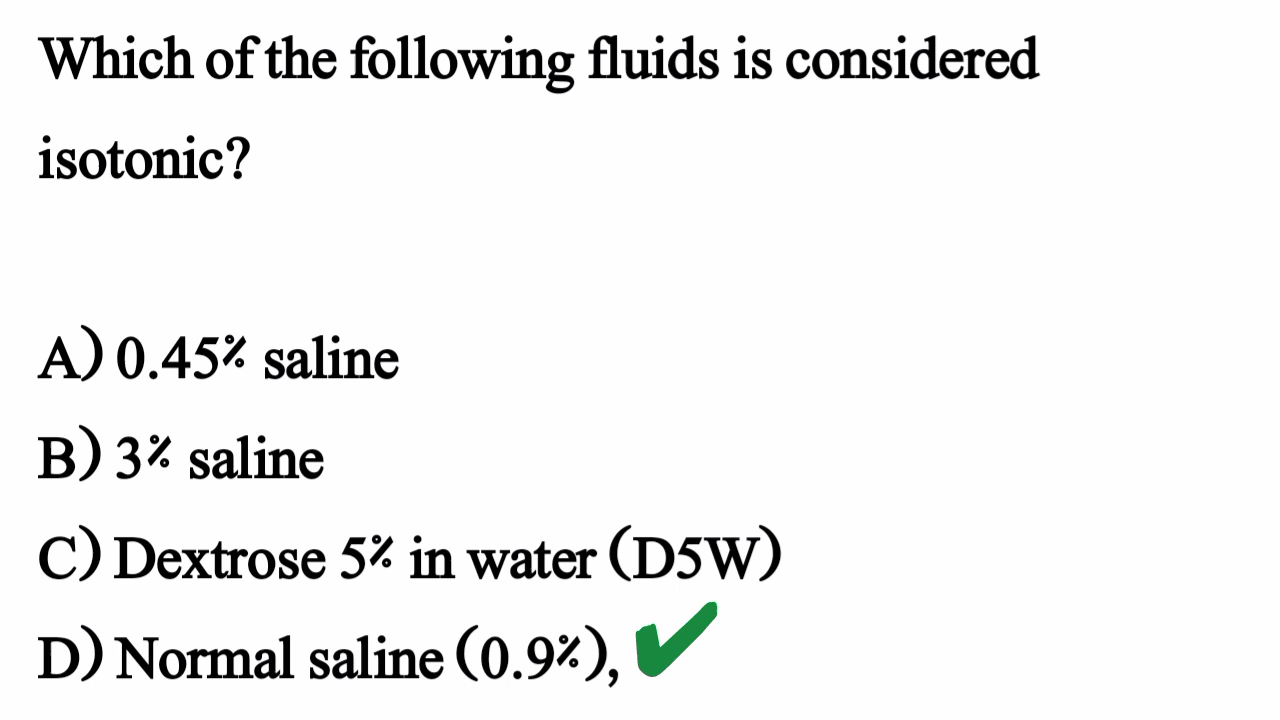 Which of the following fluids is considered
isotonic?
A) 0.45% saline
B) 3% saline
C) Dextrose 5% in water (D5W)
D) Normal saline (0.9%), ✔